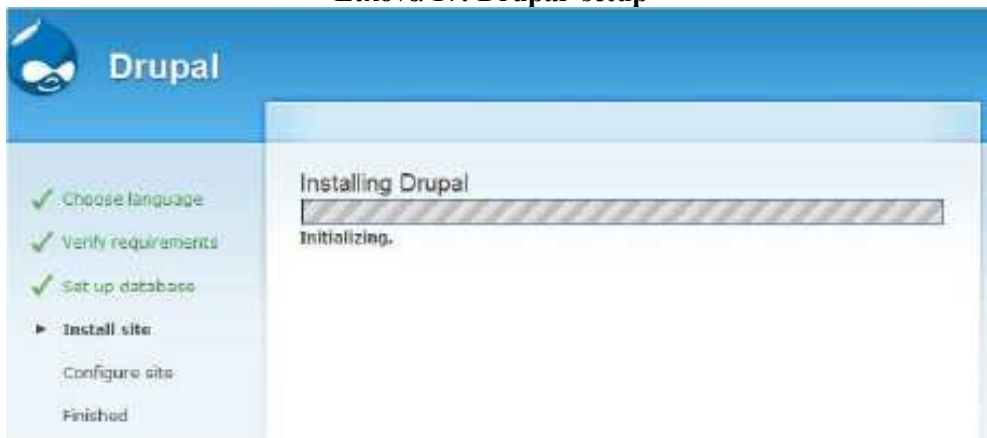 Drupal
Choose language
Verify requirements
Set up database
Install site
Configure site
Finished
Installing Drupal
Initializing.